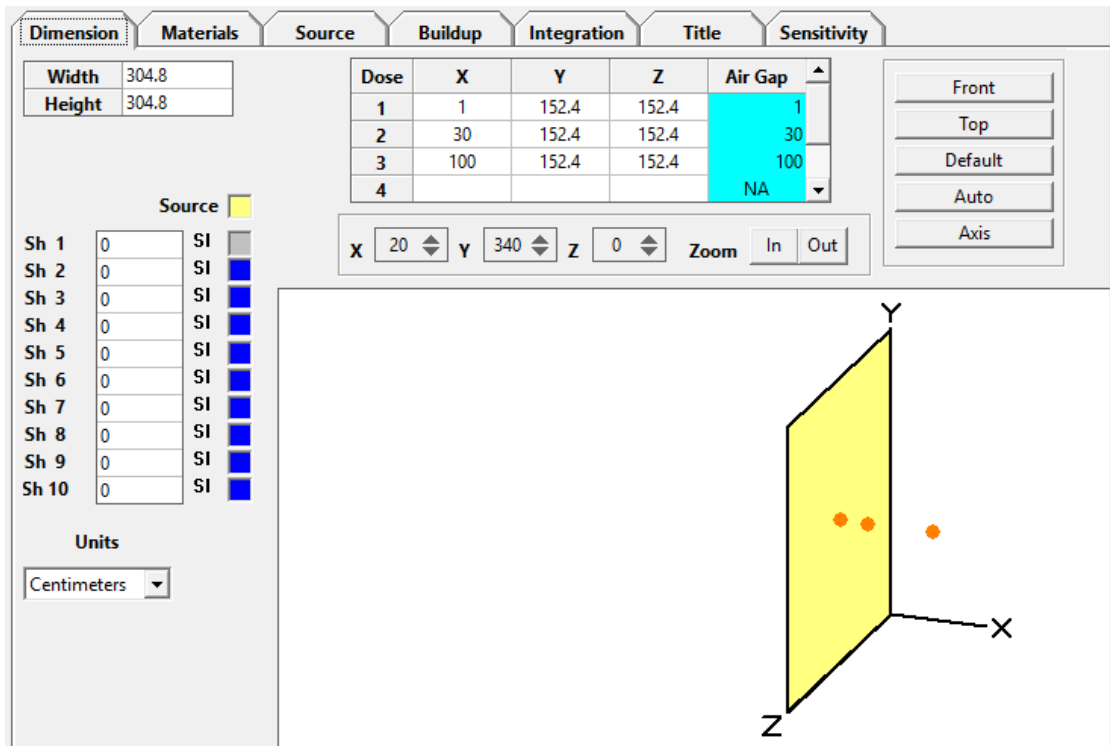 Dimension Materials Source Buildup Integration Title Sensitivity
Width 304.8
Height 304.8
Dose X Y Z Air Gap
1 1 152.4 152.4 1
2 30 152.4 152.4 30
3 100 152.4 152.4 100
4 NA
Front
Top
Default
Auto
Axis
X 20 Y 340 Z 0 Zoom In Out
Source
Sh 1 0 SI
Sh 2 0 SI
Sh 3 0 SI
Sh 4 0 SI
Sh 5 0 SI
Sh 6 0 SI
Sh 7 0 SI
Sh 8 0 SI
Sh 9 0 SI
Sh 10 0 SI
Units
Centimeters
Y
X
Z